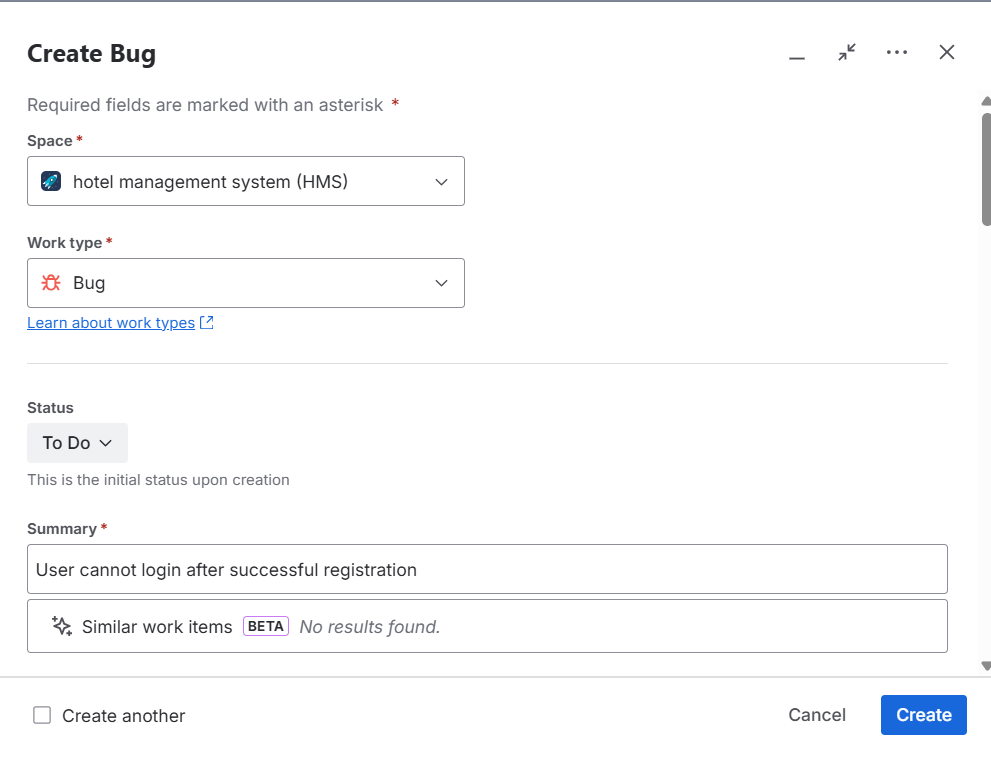 Create Bug
Required fields are marked with an asterisk *
Space *
hotel management system (HMS)
Work type *
Bug
Learn about work types
Status
To Do
This is the initial status upon creation
Summary *
User cannot login after successful registration
Similar work items BETA No results found.
Create another Cancel Create